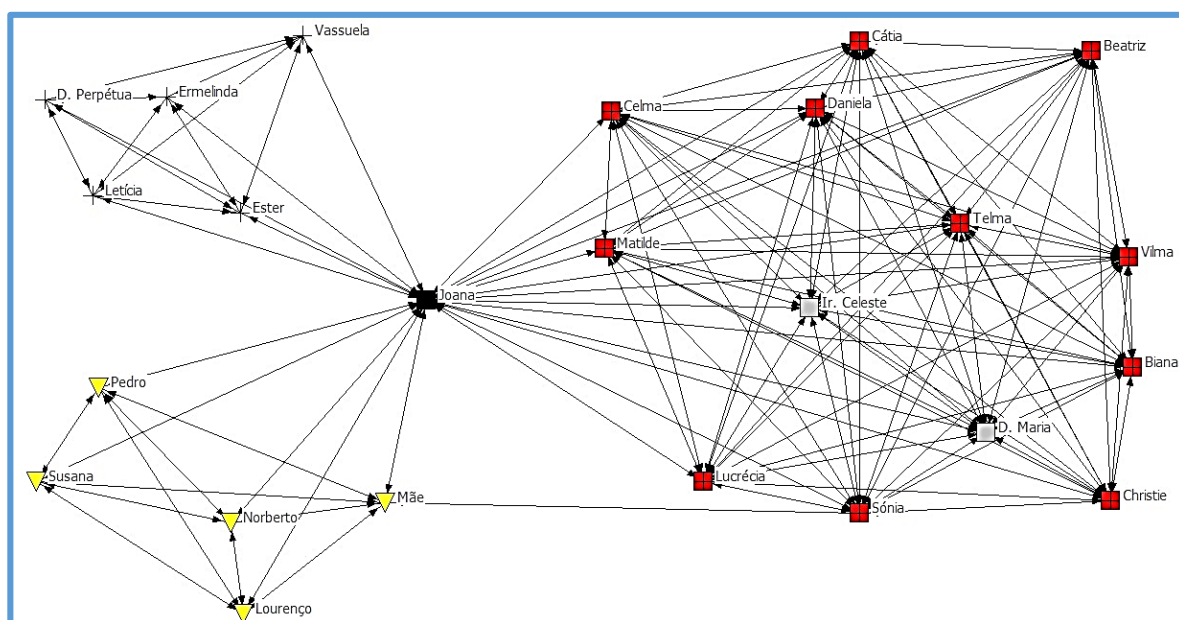 Vassuela
Cátia
Beatriz
D. Perpétua
Ermelinda
Celma
Daniela
Letícia
Ester
Telma
Matilde
Vilma
Joana
Ir. Celeste
Biana
Pedro
D. Maria
Susana
Lucrécia
Mãe
Christie
Norberto
Sónia
Lourenço